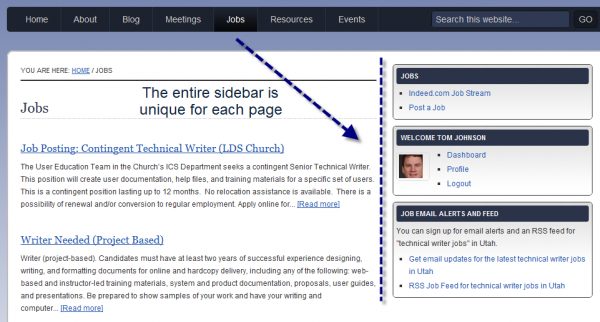 Home About Blog Meetings Jobs Resources Events Search this website... GO
YOU ARE HERE: HOME / JOBS
The entire sidebar is
unique for each page
Jobs
Job Posting: Contingent Technical Writer (LDS Church)
The User Education Team in the Church's ICS Department seeks a contingent Senior Technical Writer.
This position will create user documentation, help files, and training materials for a specific set of users.
This is a contingent position lasting up to 12 months. No relocation assistance is available. There is a
possibility of renewal and/or conversion to regular employment. Apply online for... [Read more]
Writer Needed (Project Based)
Writer (project-based). Candidates must have at least two years of successful experience designing,
writing, and formatting documents for online and hardcopy delivery, including any of the following: web-
based and instructor-led training materials, system and product documentation, proposals, user guides,
and presentations. Be prepared to show samples of your work and have your writing and
computer... [Read more]
JOBS
Indeed.com Job Stream
Post a Job
WELCOME TOM JOHNSON
Dashboard
Profile
Logout
JOB EMAIL ALERTS AND FEED
You can sign up for email alerts and an RSS feed for
"technical writer jobs" in Utah.
Get email updates for the latest technical writer jobs
in Utah
RSS Job Feed for technical writer jobs in Utah